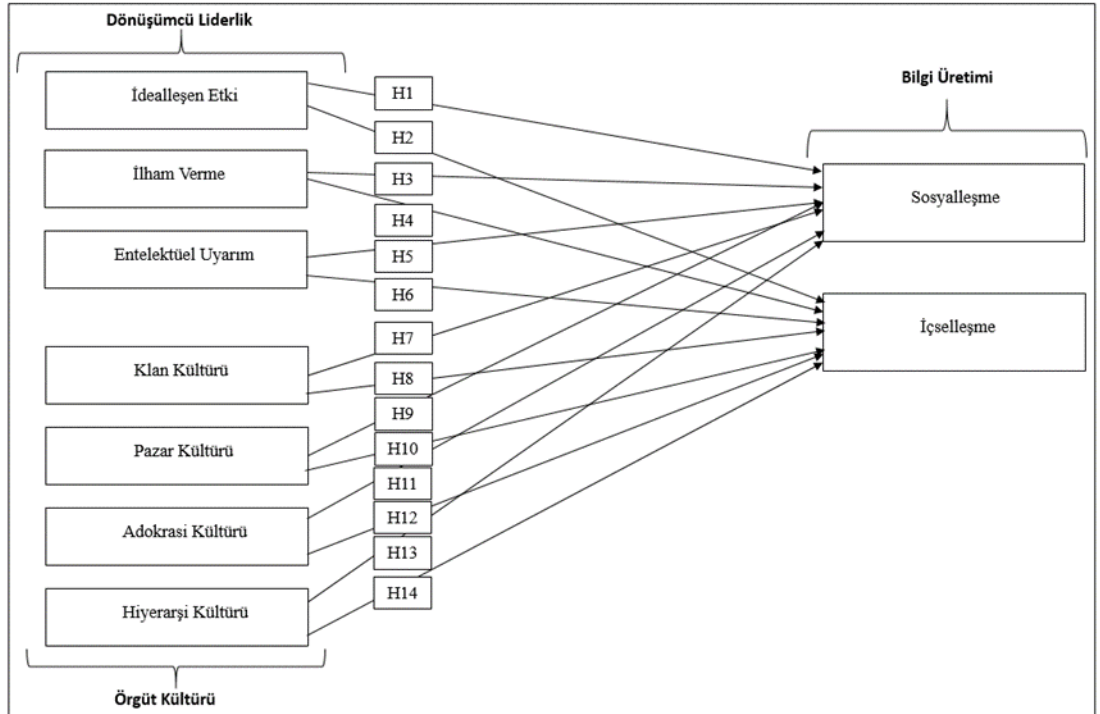 Dönüşümcü Liderlik
İdealleşen Etki
İlham Verme
Entelektüel Uyarım
Klan Kültürü
Pazar Kültürü
Adokrasi Kültürü
Hiyerarşi Kültürü
Örgüt Kültürü
H1
H2
H3
H4
H5
H6
H7
H8
H9
H10
H11
H12
H13
H14
Bilgi Üretimi
Sosyalleşme
İçselleşme